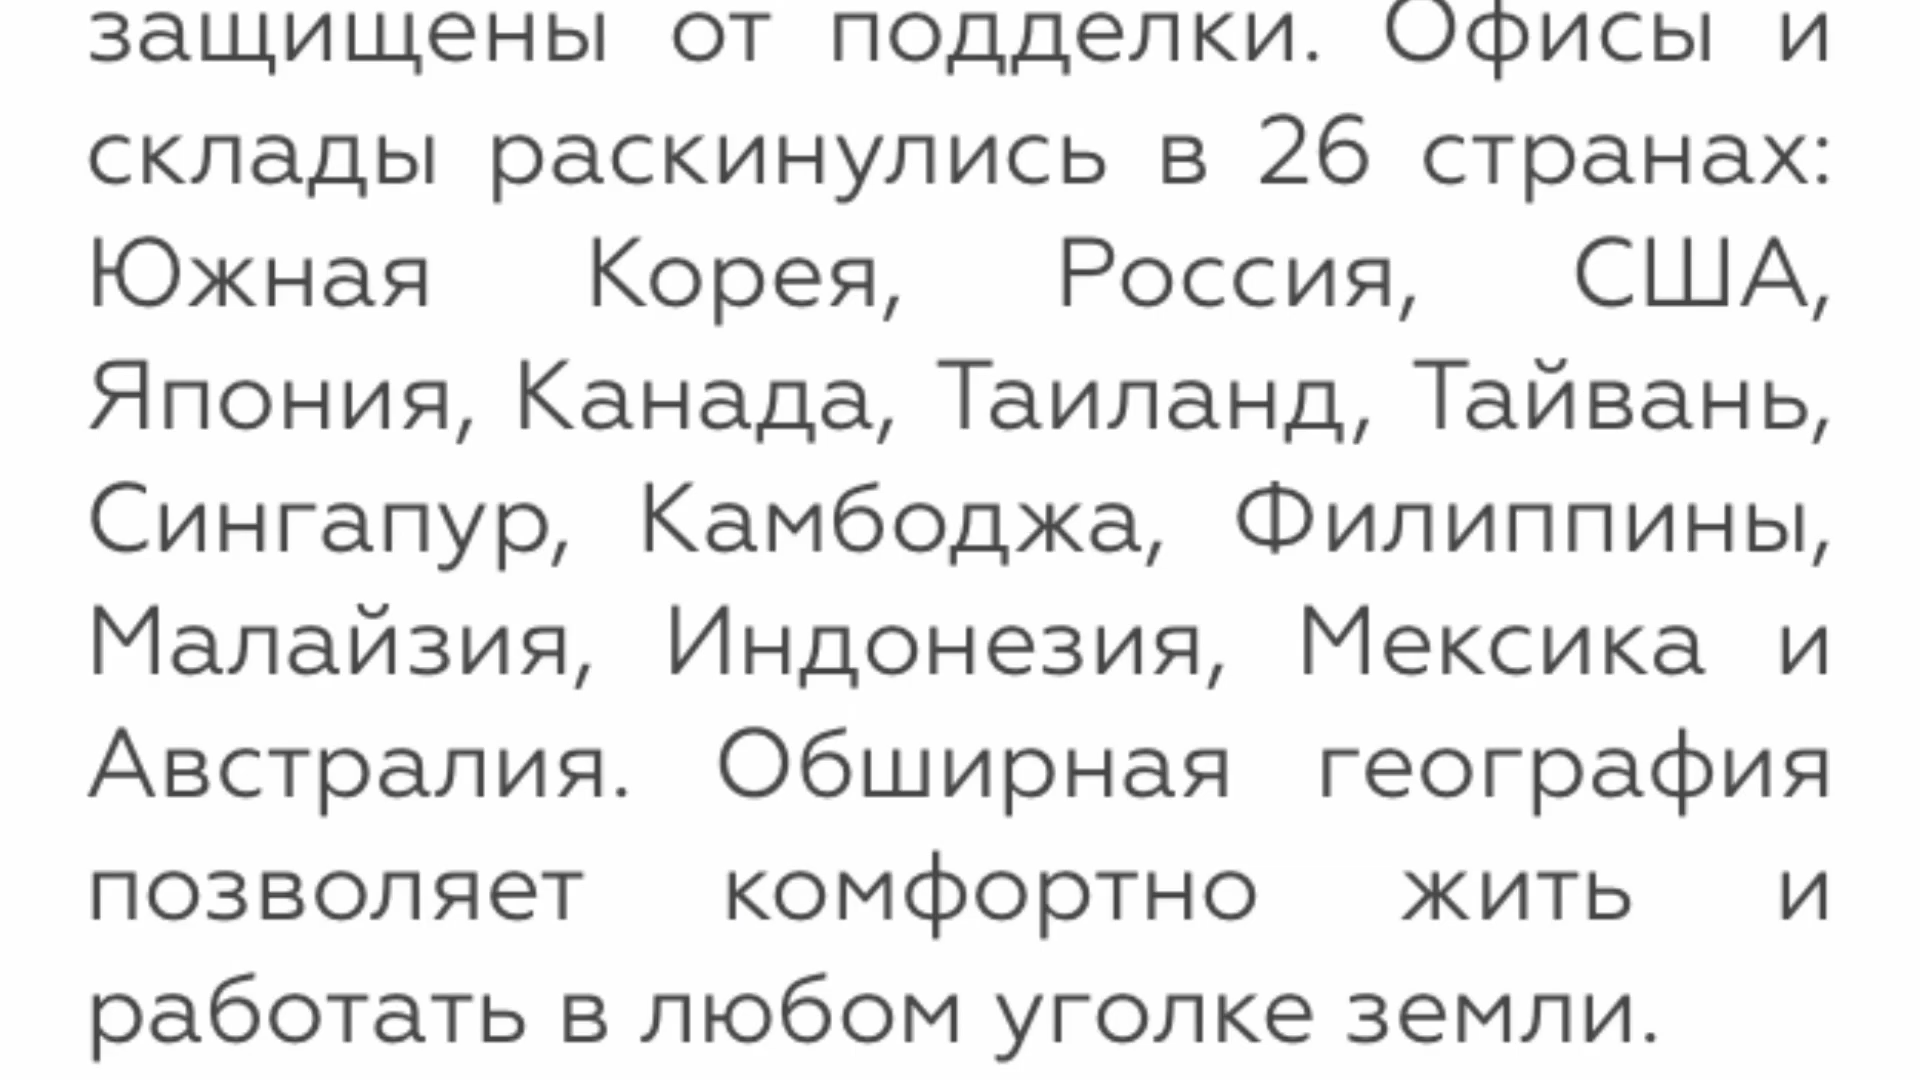 защищены от подделки. Офисы и
склады раскинулись в 26 странах:
Южная Корея, Россия, США,
Япония, Канада, Таиланд, Тайвань,
Сингапур, Камбоджа, Филиппины,
Малайзия, Индонезия, Мексика и
Австралия. Обширная география
позволяет комфортно жить и
работать в любом уголке земли.